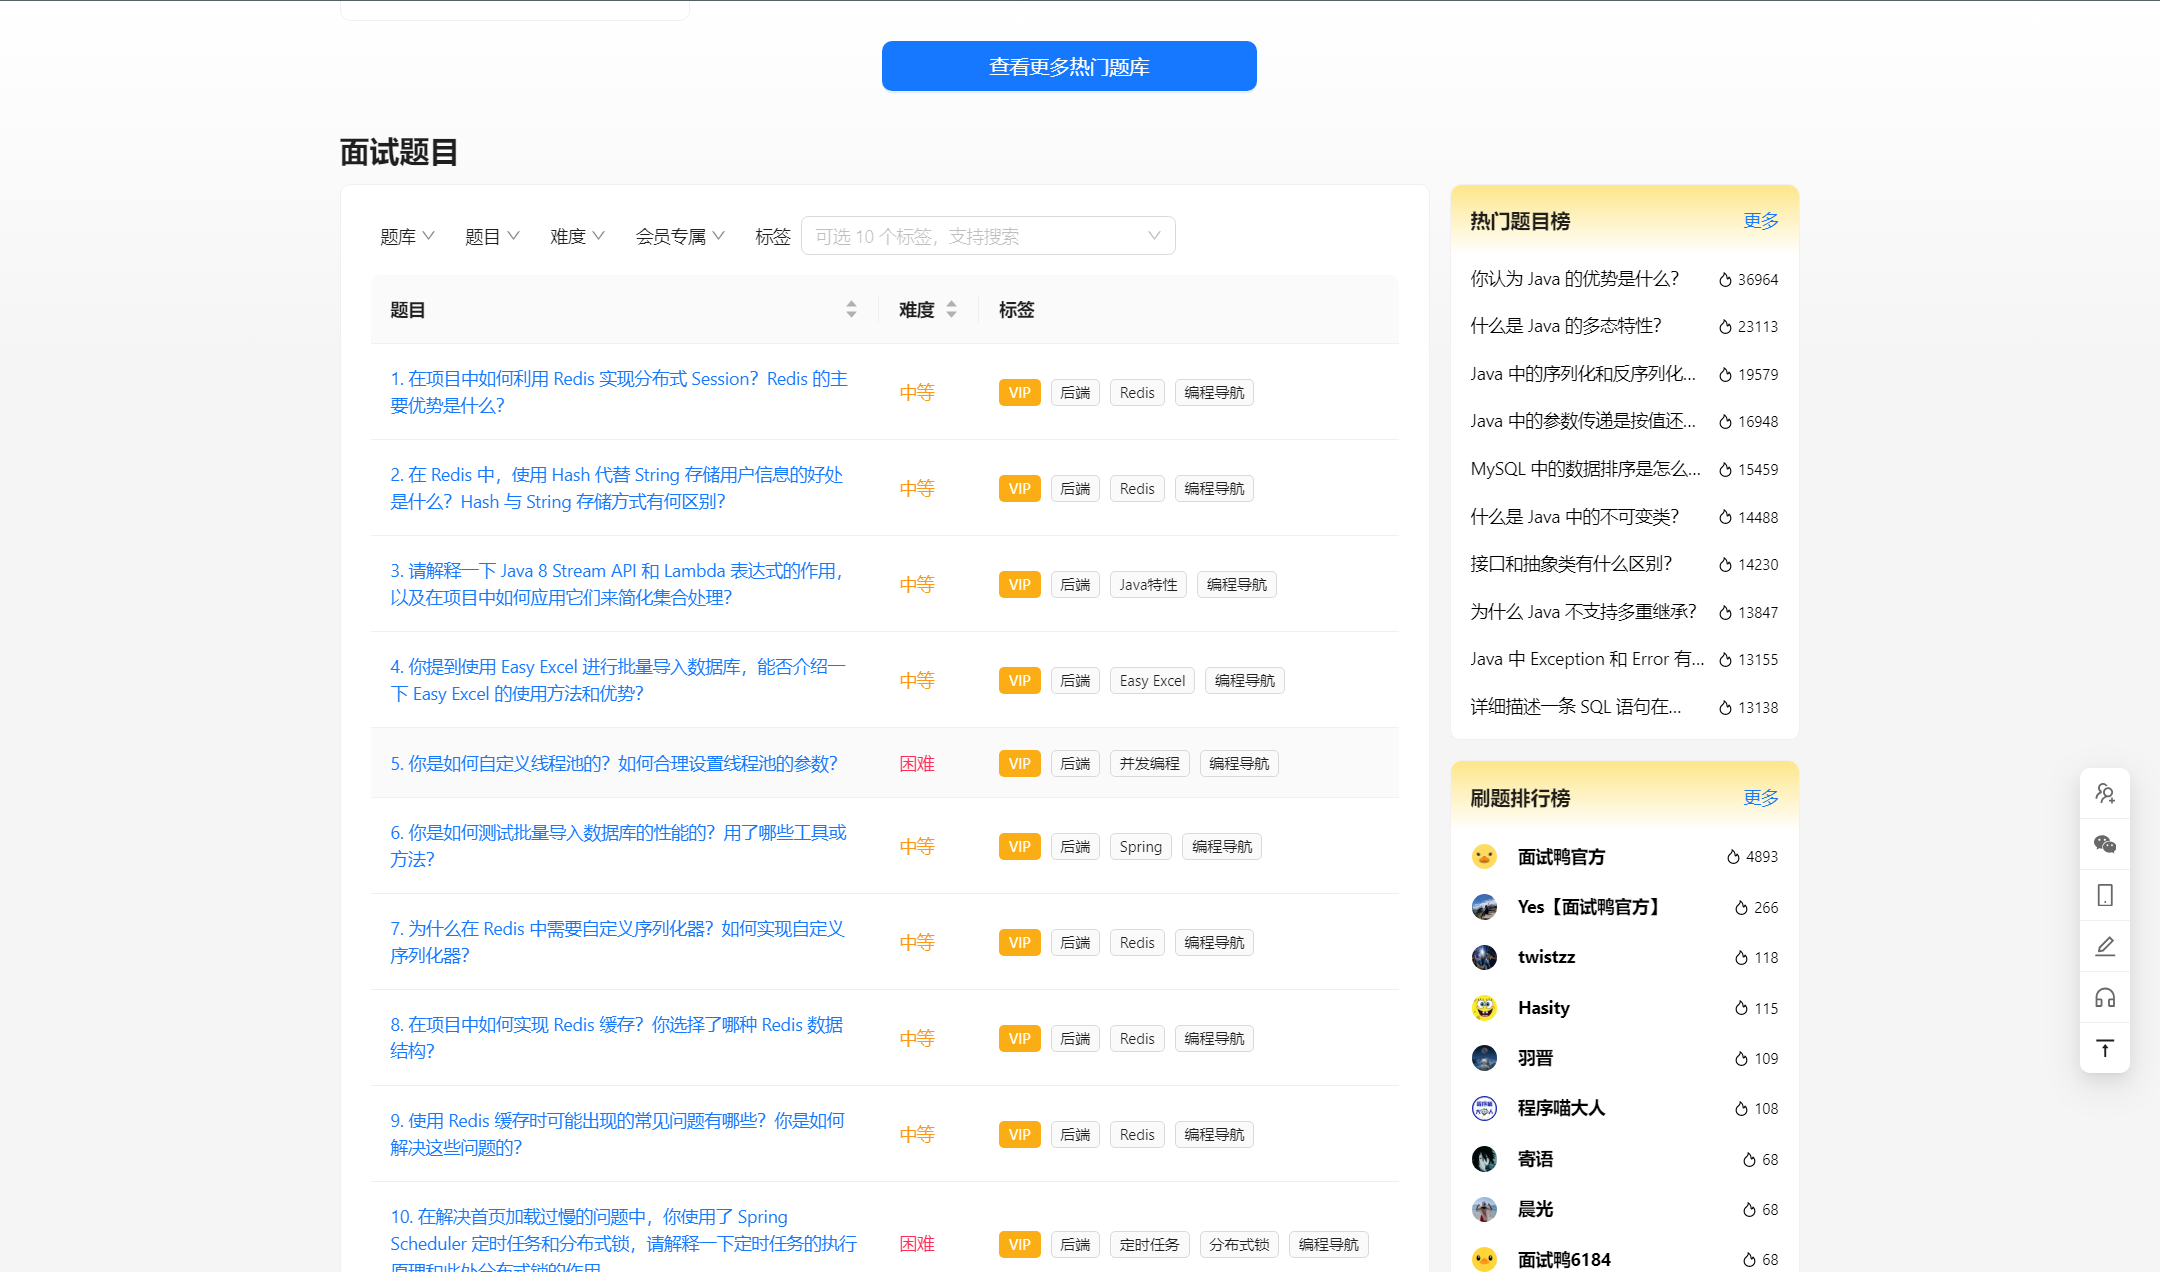 查看更多热门题库
面试题目
题库 题目 难度 会员专属 标签 可选 10 个标签，支持搜索
题目 难度 标签
1. 在项目中如何利用 Redis 实现分布式 Session？Redis 的主
要优势是什么？
中等 VIP 后端 Redis 编程导航
2. 在 Redis 中，使用 Hash 代替 String 存储用户信息的好处
是什么？Hash 与 String 存储方式有何区别？
中等 VIP 后端 Redis 编程导航
3. 请解释一下 Java 8 Stream API 和 Lambda 表达式的作用，
以及在项目中如何应用它们来简化集合处理？
中等 VIP 后端 Java特性 编程导航
4. 你提到使用 Easy Excel 进行批量导入数据库，能否介绍一
下 Easy Excel 的使用方法和优势？
中等 VIP 后端 Easy Excel 编程导航
5. 你是如何自定义线程池的？如何合理设置线程池的参数？
困难 VIP 后端 并发编程 编程导航
6. 你是如何测试批量导入数据库的性能的？用了哪些工具或
方法？
中等 VIP 后端 Spring 编程导航
7. 为什么在 Redis 中需要自定义序列化器？如何实现自定义
序列化器？
中等 VIP 后端 Redis 编程导航
8. 在项目中如何实现 Redis 缓存？你选择了哪种 Redis 数据
结构？
中等 VIP 后端 Redis 编程导航
9. 使用 Redis 缓存时可能出现的常见问题有哪些？你是如何
解决这些问题的？
中等 VIP 后端 Redis 编程导航
10. 在解决首页加载过慢的问题中，你使用了 Spring
Scheduler 定时任务和分布式锁，请解释一下定时任务的执行
原理和此处分布式锁的作用
困难 VIP 后端 定时任务 分布式锁 编程导航
热门题目榜 更多
你认为 Java 的优势是什么？ 36964
什么是 Java 的多态特性？ 23113
Java 中的序列化和反序列化... 19579
Java 中的参数传递是按值还... 16948
MySQL 中的数据排序是怎么... 15459
什么是 Java 中的不可变类？ 14488
接口和抽象类有什么区别？ 14230
为什么 Java 不支持多重继承？ 13847
Java 中 Exception 和 Error 有... 13155
详细描述一条 SQL 语句在... 13138
刷题排行榜 更多
面试鸭官方 4893
Yes【面试鸭官方】 266
twistzz 118
Hasity 115
羽晋 109
程序喵大人 108
寄语 68
晨光 68
面试鸭6184 68